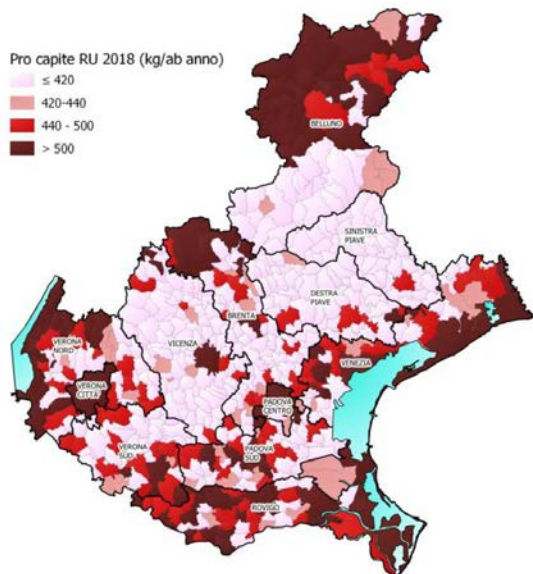 Pro capite RU 2018 (kg/ab anno)
≤ 420
420-440
440 - 500
> 500
BELLUNO
SINISTRA
PIAVE
DESTRA
PIAVE
BRENTA
VICENZA
VERONA
NORD
VERONA
CITTÀ
VENEZIA
PADOVA
CENTRO
VERONA
SUD
PADOVA
SUD
ROVIGO